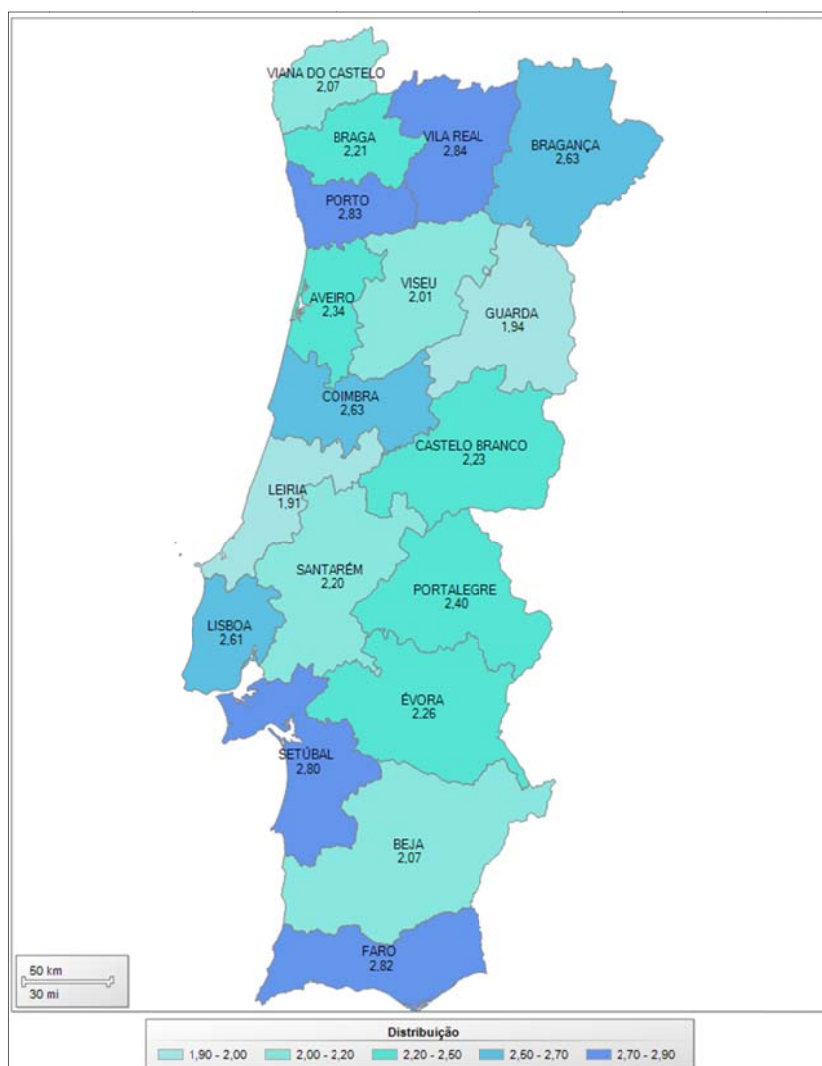 VIANA DO CASTELO
2,07
BRAGA
2,21
VILA REAL
2,84
BRAGANÇA
2,63
PORTO
2,83
AVEIRO
2,34
VISEU
2,01
GUARDA
1,94
COIMBRA
2,63
CASTELO BRANCO
2,23
LEIRIA
1,91
SANTARÉM
2,20
PORTALEGRE
2,40
LISBOA
2,61
ÉVORA
2,26
SETÚBAL
2,80
BEJA
2,07
FARO
2,82
50 km
30 mi
Distribuição
1,90 - 2,00
2,00 - 2,20
2,20 - 2,50
2,50 - 2,70
2,70 - 2,90